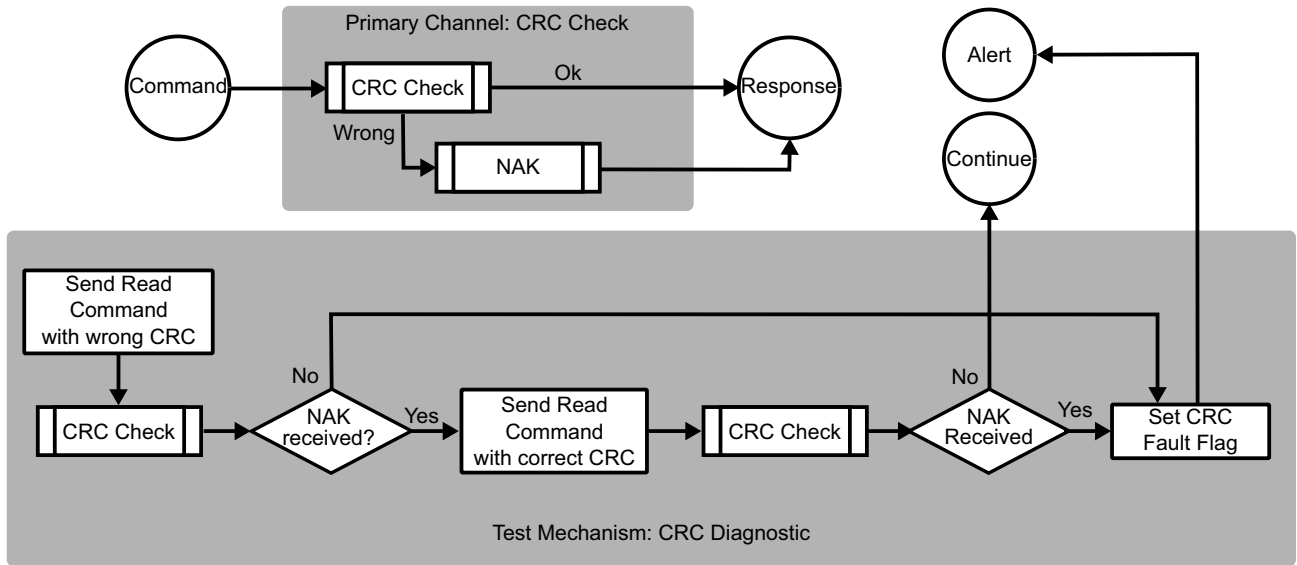 Primary Channel: CRC Check
Command
CRC Check
Ok
Response
Wrong
NAK
Alert
Continue
Send Read
Command
with wrong CRC
CRC Check
No
NAK
received?
Yes
Send Read
Command
with correct CRC
CRC Check
No
NAK
Received
Yes
Set CRC
Fault Flag
Test Mechanism: CRC Diagnostic